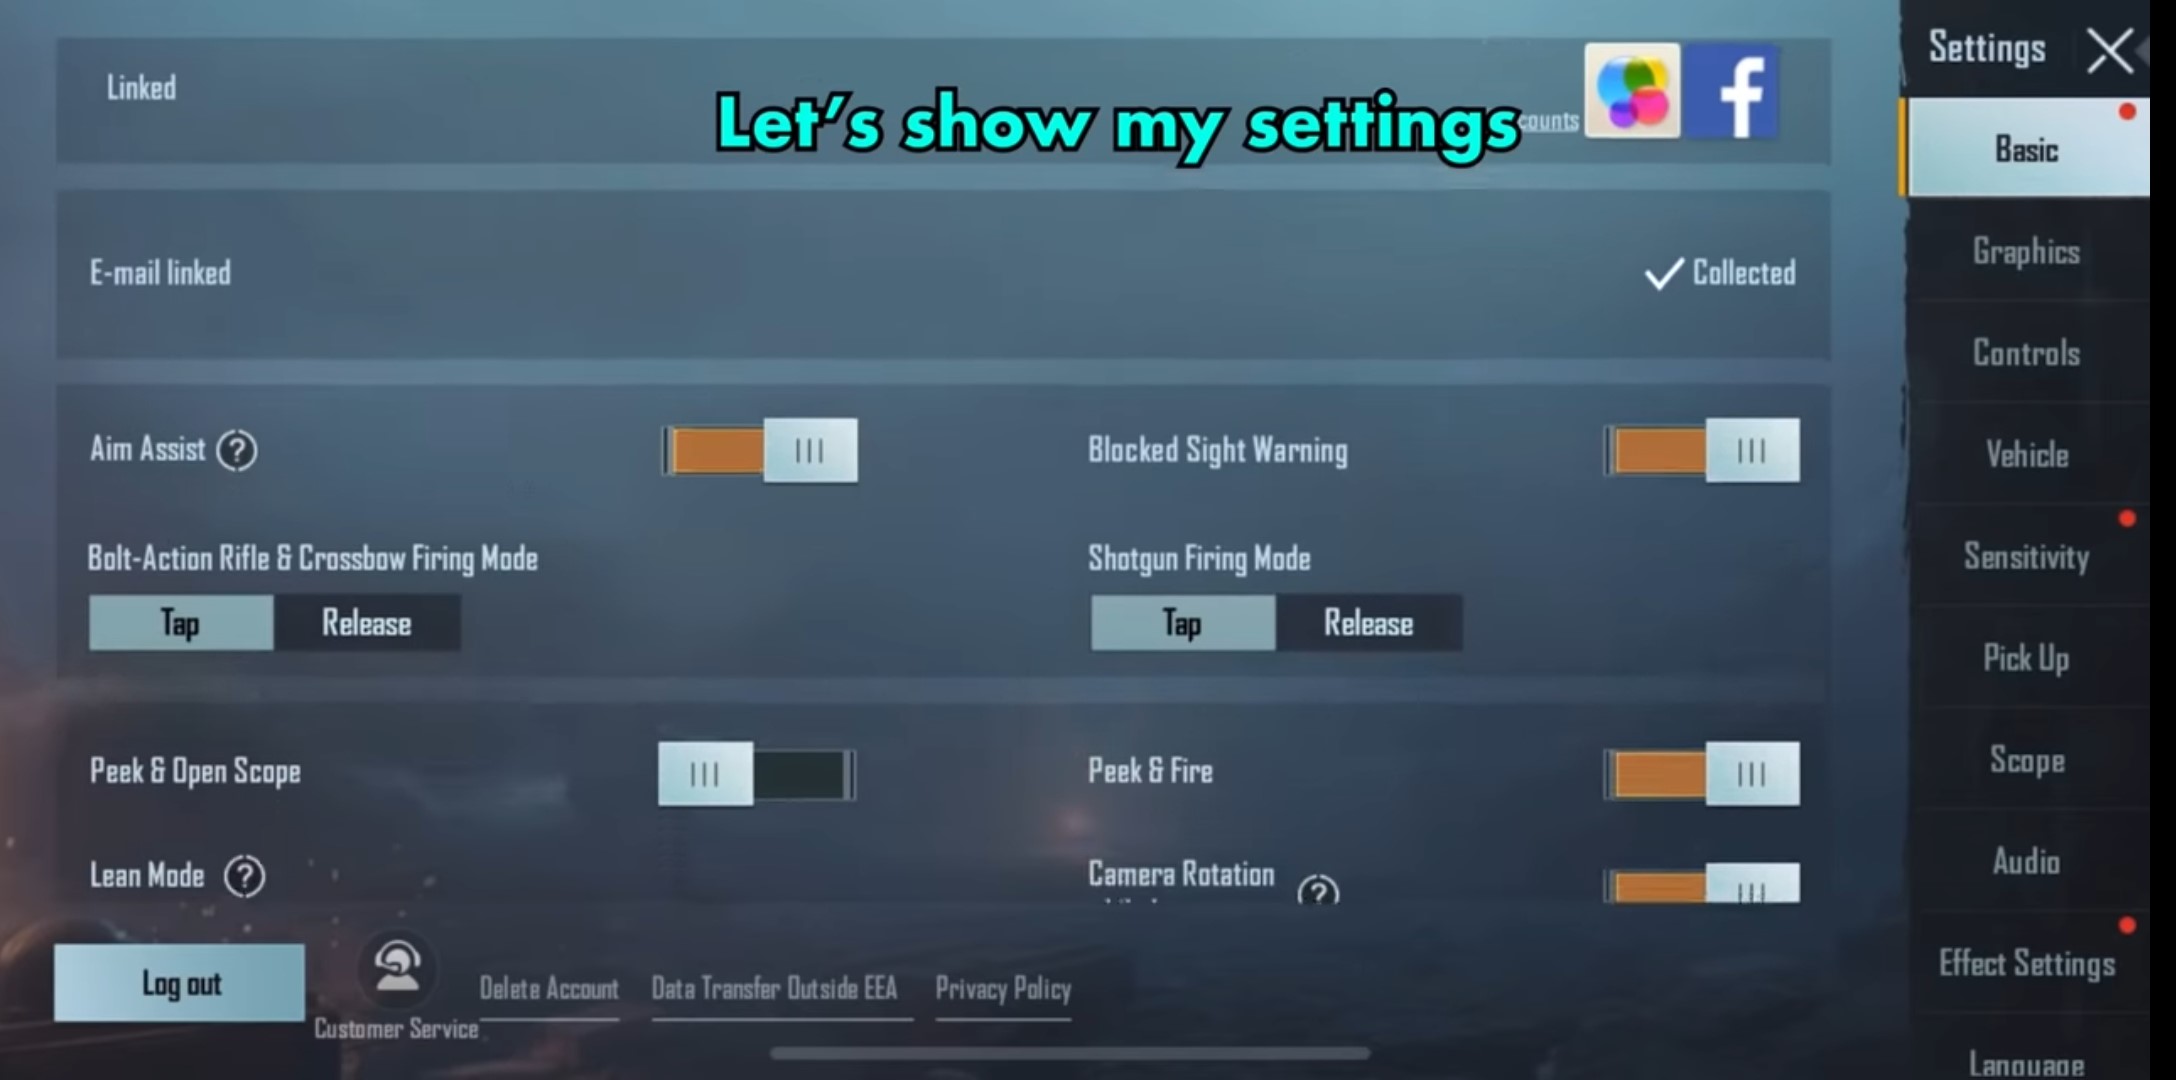 Linked
Let's show my settings
counts
Settings
Basic
Graphics
Controls
Vehicle
Sensitivity
Pick Up
Scope
Audio
Effect Settings
Language
E-mail linked
Collected
Aim Assist ?
Blocked Sight Warning
Bolt-Action Rifle & Crossbow Firing Mode
Tap Release
Shotgun Firing Mode
Tap Release
Peek & Open Scope
Peek & Fire
Lean Mode ?
Camera Rotation ?
Log out
Customer Service
Delete Account
Data Transfer Outside EEA
Privacy Policy